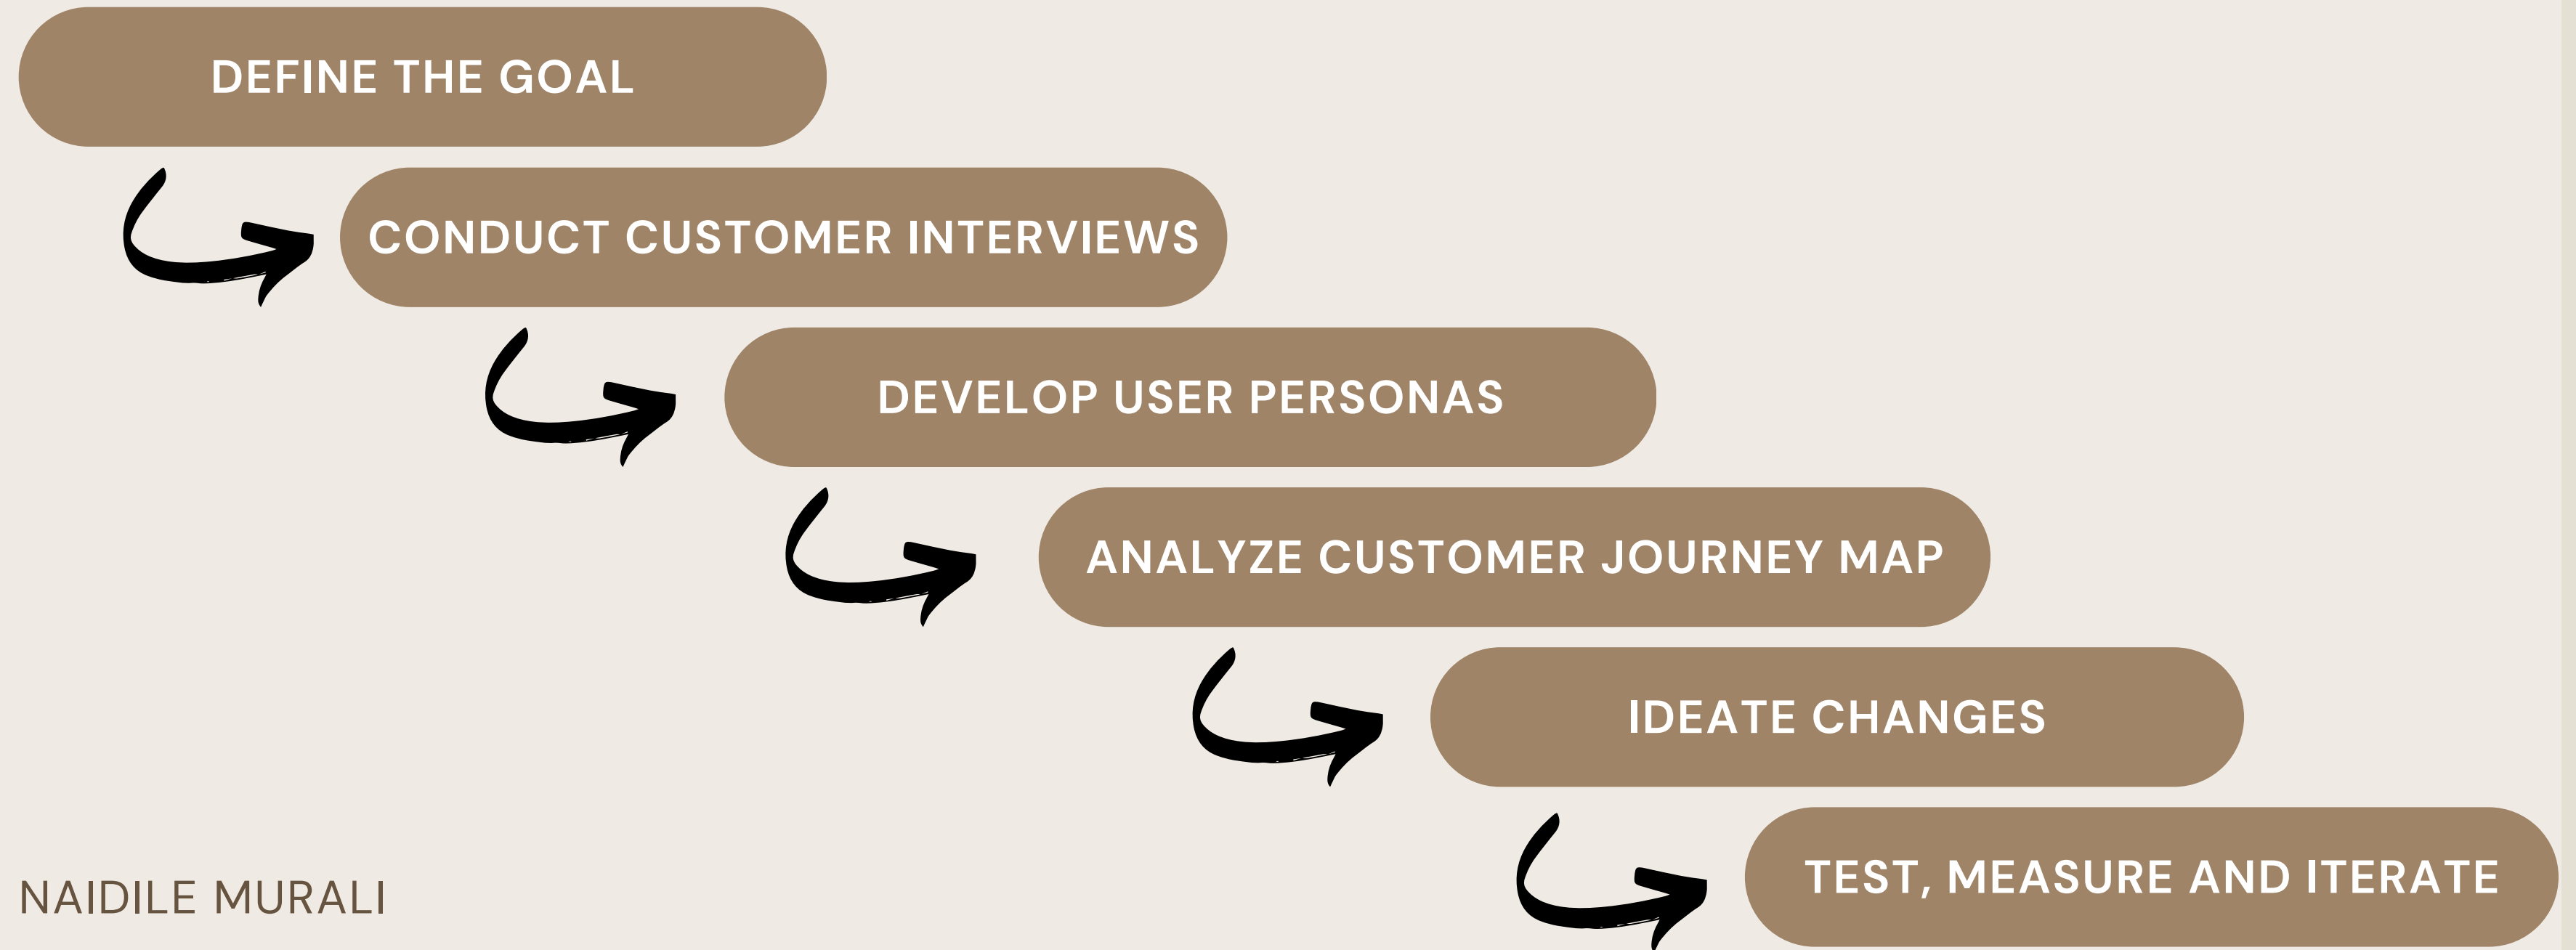 DEFINE THE GOAL
CONDUCT CUSTOMER INTERVIEWS
DEVELOP USER PERSONAS
ANALYZE CUSTOMER JOURNEY MAP
IDEATE CHANGES
TEST, MEASURE AND ITERATE
NAIDILE MURALI